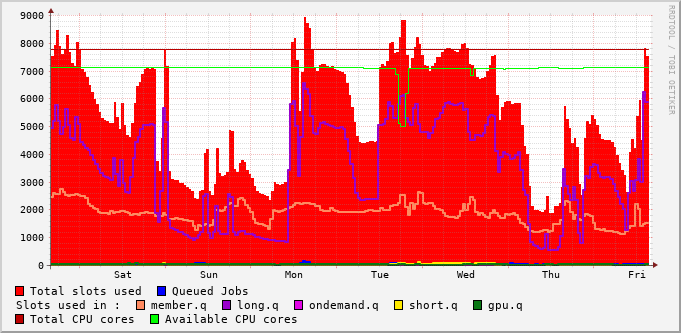 RRDTOOL / TOBI OETIKER
9000
8000
7000
6000
5000
4000
3000
2000
1000
0
Sat Sun Mon Tue Wed Thu Fri
Total slots used Queued Jobs
Slots used in : member.q long.q ondemand.q short.q gpu.q
Total CPU cores Available CPU cores